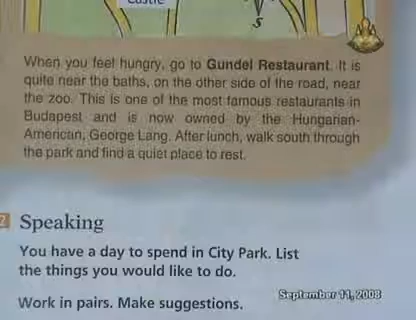 Castle
S
When you feel hungry, go to Gundel Restaurant. It is
quite near the baths, on the other side of the road, near
the zoo. This is one of the most famous restaurants in
Budapest and is now owned by the Hungarian-
American, George Lang. After lunch, walk south through
the park and find a quiet place to rest.
2 Speaking
You have a day to spend in City Park. List
the things you would like to do.
Work in pairs. Make suggestions.
September 11, 2008